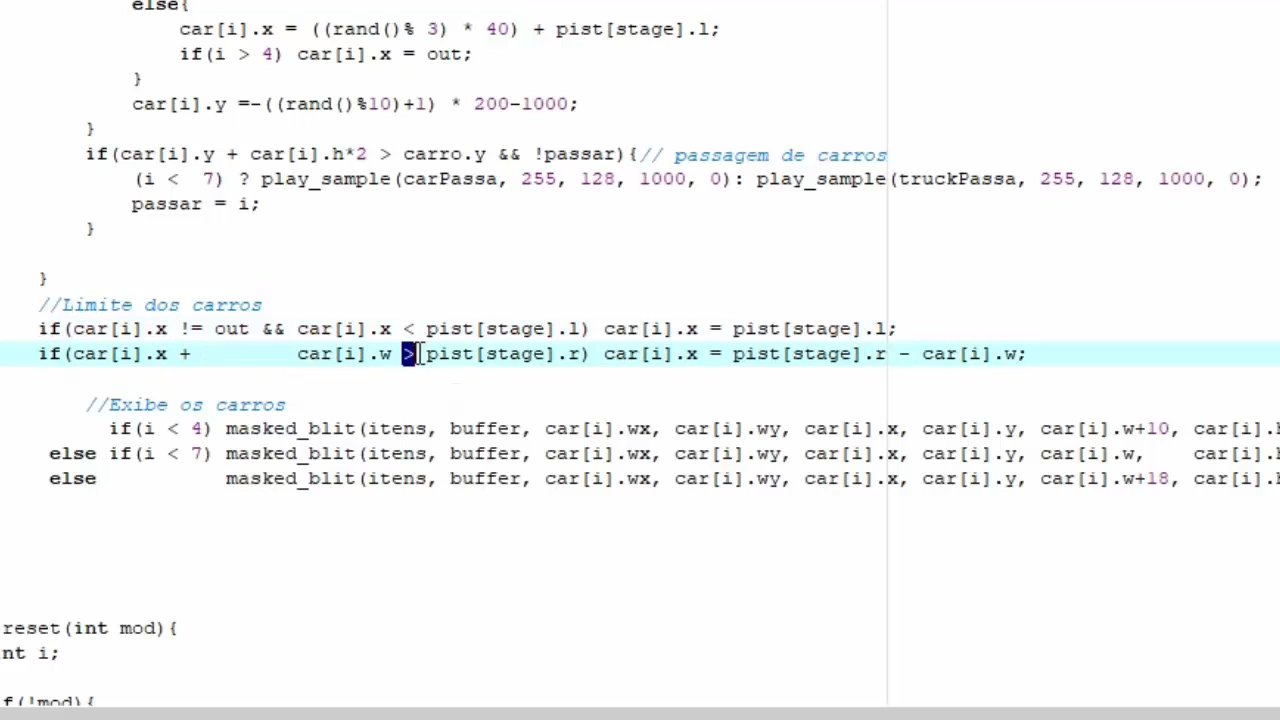 else{
car[i].x = ((rand()% 3) * 40) + pist[stage].l;
if(i > 4) car[i].x = out;
}
car[i].y =-((rand()%10)+1) * 200-1000;
}
if(car[i].y + car[i].h*2 > carro.y && !passar){// passagem de carros
(i <  7) ? play_sample(carPassa, 255, 128, 1000, 0): play_sample(truckPassa, 255, 128, 1000, 0);
passar = i;
}
}
//Limite dos carros
if(car[i].x != out && car[i].x < pist[stage].l) car[i].x = pist[stage].l;
if(car[i].x +         car[i].w > pist[stage].r) car[i].x = pist[stage].r - car[i].w;
//Exibe os carros
if(i < 4) masked_blit(itens, buffer, car[i].wx, car[i].wy, car[i].x, car[i].y, car[i].w+10, car[i].h
else if(i < 7) masked_blit(itens, buffer, car[i].wx, car[i].wy, car[i].x, car[i].y, car[i].w,    car[i].h
else           masked_blit(itens, buffer, car[i].wx, car[i].wy, car[i].x, car[i].y, car[i].w+18, car[i].h
reset(int mod){
nt i;
f(!mod){